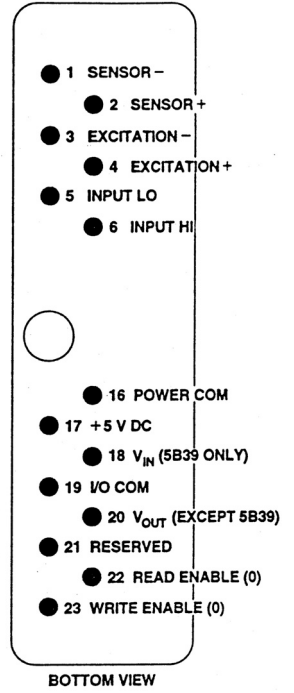 1 SENSOR –
2 SENSOR +
3 EXCITATION –
4 EXCITATION +
5 INPUT LO
6 INPUT HI
16 POWER COM
17 +5 V DC
18 VIN (5B39 ONLY)
19 I/O COM
20 VOUT (EXCEPT 5B39)
21 RESERVED
22 READ ENABLE (0)
23 WRITE ENABLE (0)
BOTTOM VIEW